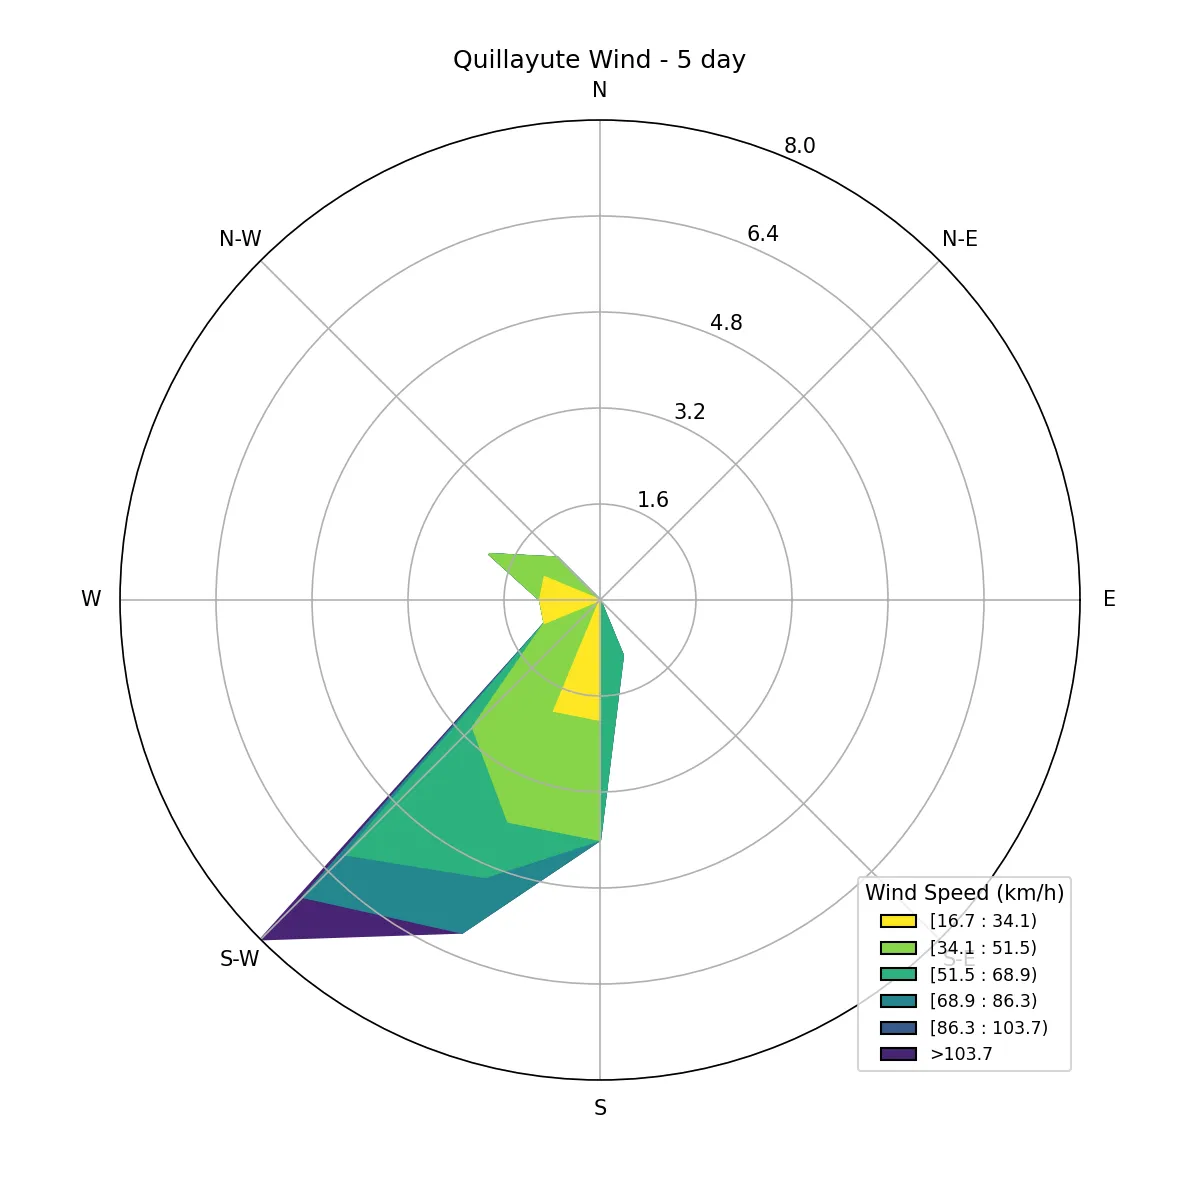 Quillayute Wind - 5 day
N
8.0
N-W
6.4
N-E
4.8
3.2
1.6
W
E
Wind Speed (km/h)
[16.7 : 34.1)
[34.1 : 51.5)
S-W
S-E
[51.5 : 68.9)
[68.9 : 86.3)
[86.3 : 103.7)
>103.7
S